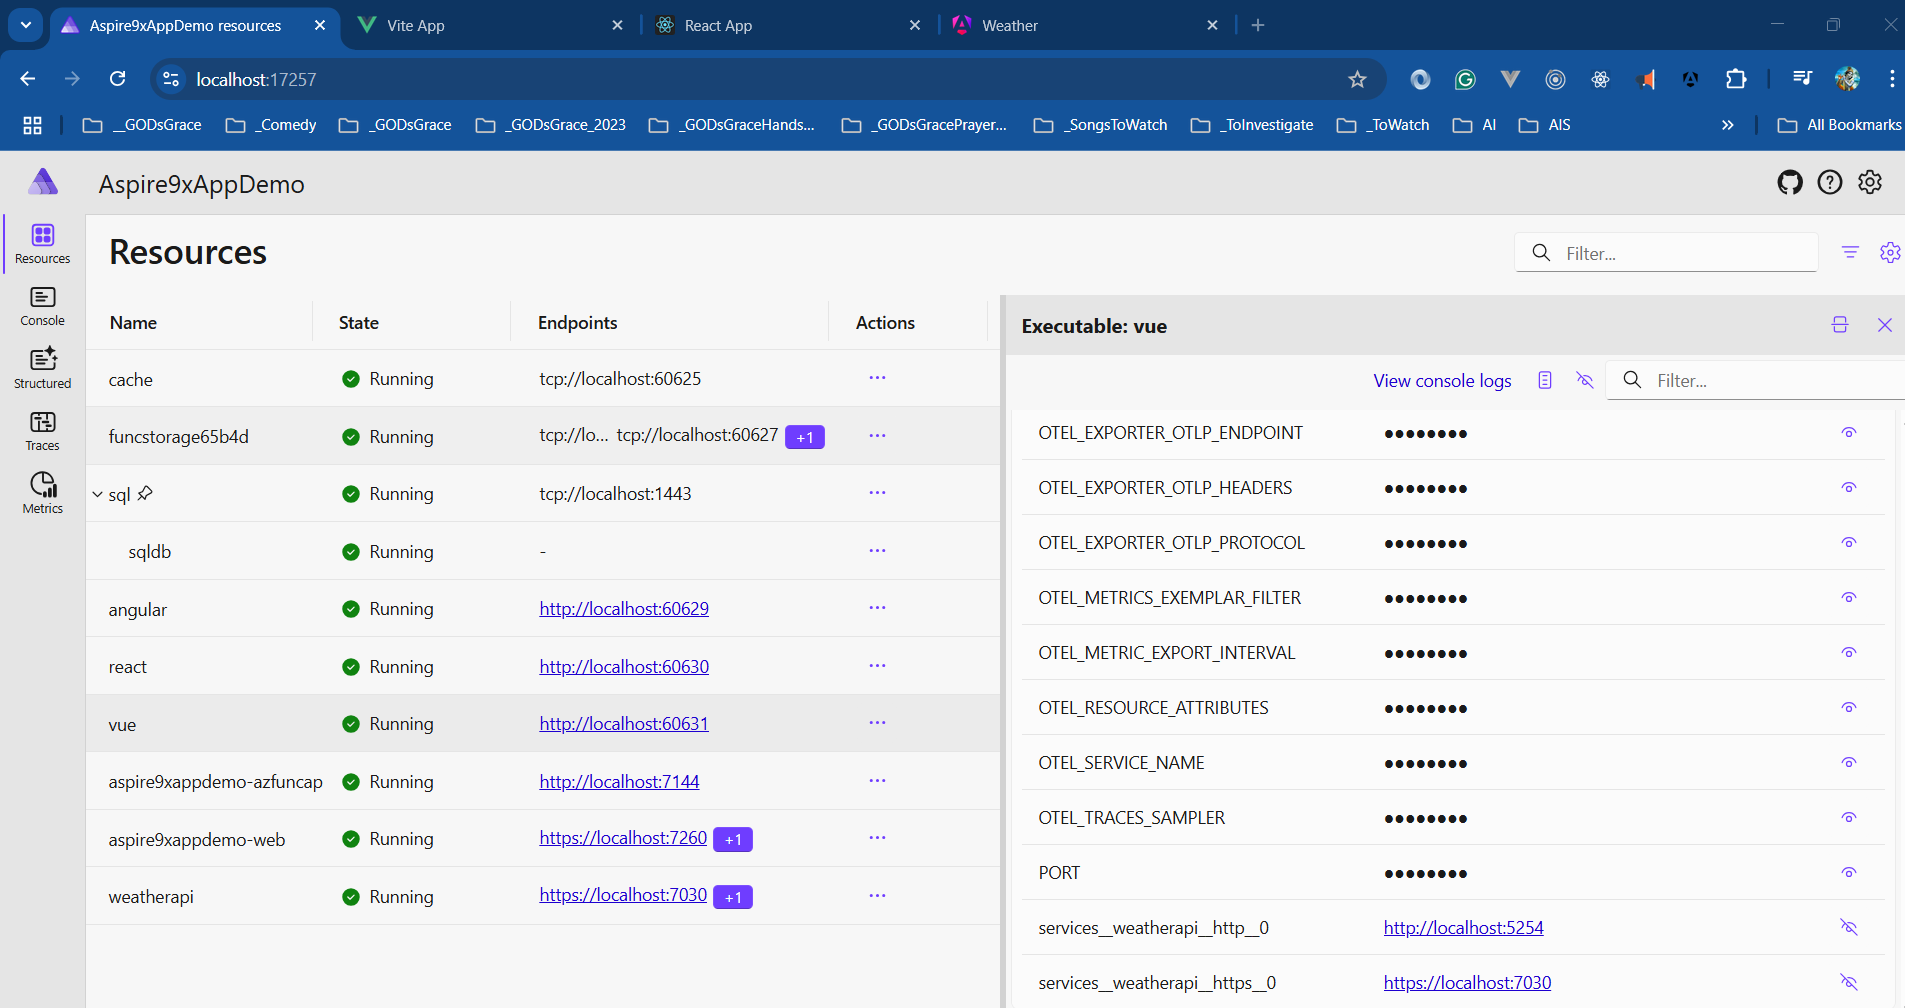 Aspire9xAppDemo resources
Vite App
React App
Weather
localhost:17257
__GODsGrace
_Comedy
_GODsGrace
_GODsGrace_2023
_GODsGraceHands...
_GODsGracePrayer...
_SongsToWatch
_ToInvestigate
_ToWatch
AI
AIS
All Bookmarks
Aspire9xAppDemo
Resources
Console
Structured
Traces
Metrics
Resources
Filter...
Name State Endpoints Actions
cache Running tcp://localhost:60625
funcstorage65b4d Running tcp://lo... tcp://localhost:60627 +1
sql Running tcp://localhost:1443
sqldb Running -
angular Running http://localhost:60629
react Running http://localhost:60630
vue Running http://localhost:60631
aspire9xappdemo-azfuncap Running http://localhost:7144
aspire9xappdemo-web Running https://localhost:7260 +1
weatherapi Running https://localhost:7030 +1
Executable: vue
View console logs
Filter...
OTEL_EXPORTER_OTLP_ENDPOINT ●●●●●●●●
OTEL_EXPORTER_OTLP_HEADERS ●●●●●●●●
OTEL_EXPORTER_OTLP_PROTOCOL ●●●●●●●●
OTEL_METRICS_EXEMPLAR_FILTER ●●●●●●●●
OTEL_METRIC_EXPORT_INTERVAL ●●●●●●●●
OTEL_RESOURCE_ATTRIBUTES ●●●●●●●●
OTEL_SERVICE_NAME ●●●●●●●●
OTEL_TRACES_SAMPLER ●●●●●●●●
PORT ●●●●●●●●
services__weatherapi__http__0 http://localhost:5254
services__weatherapi__https__0 https://localhost:7030